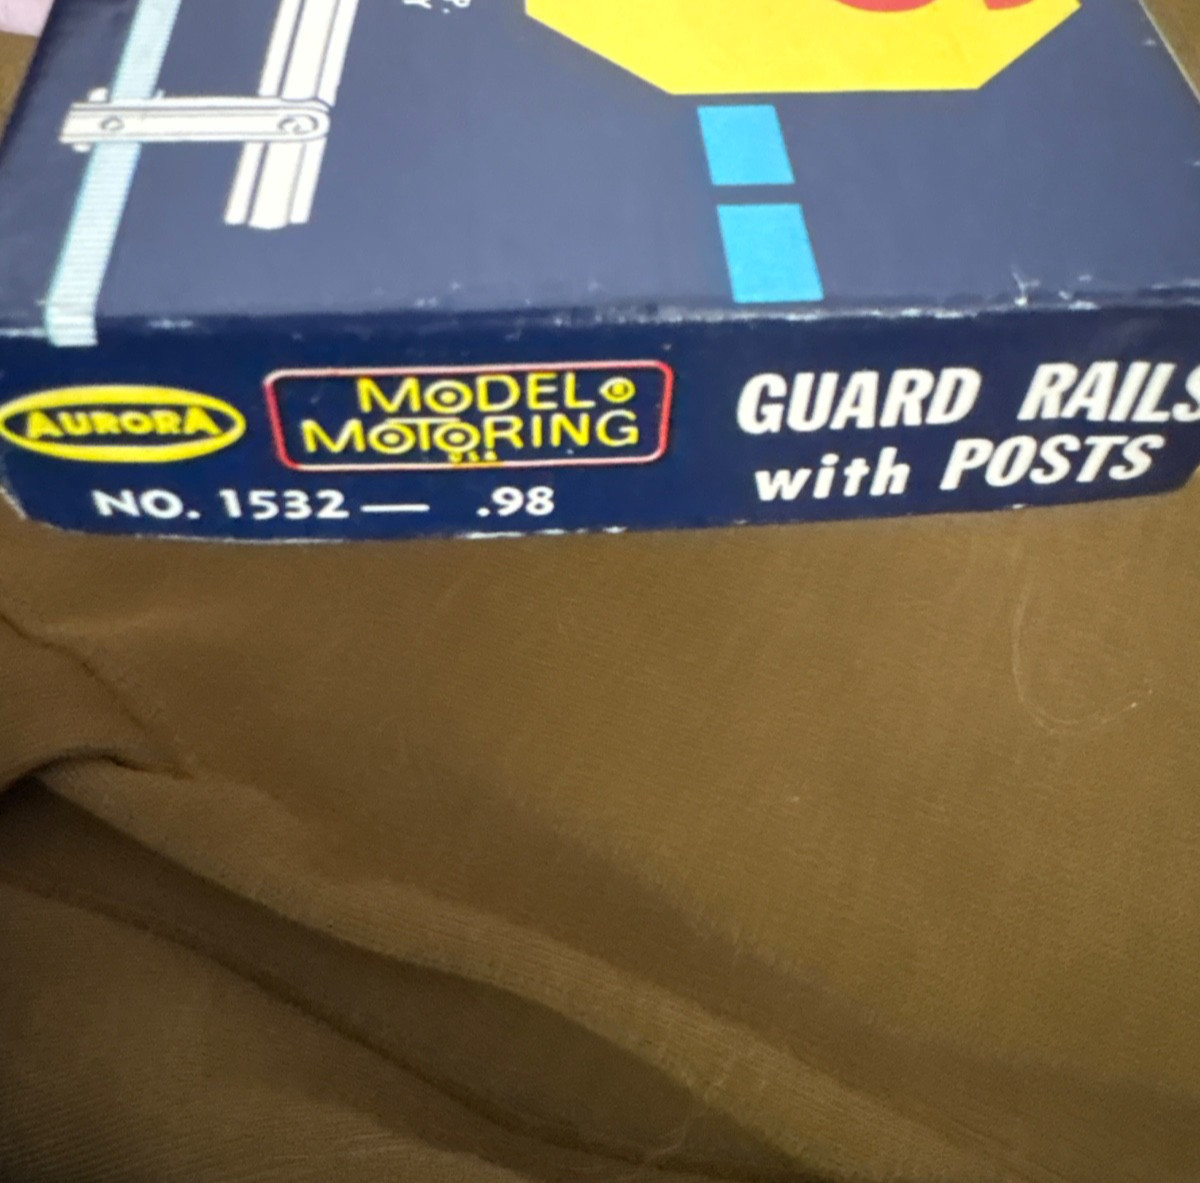 AURORA
MODEL ®
MOTORING
GUARD RAILS
with POSTS
NO. 1532 — .98